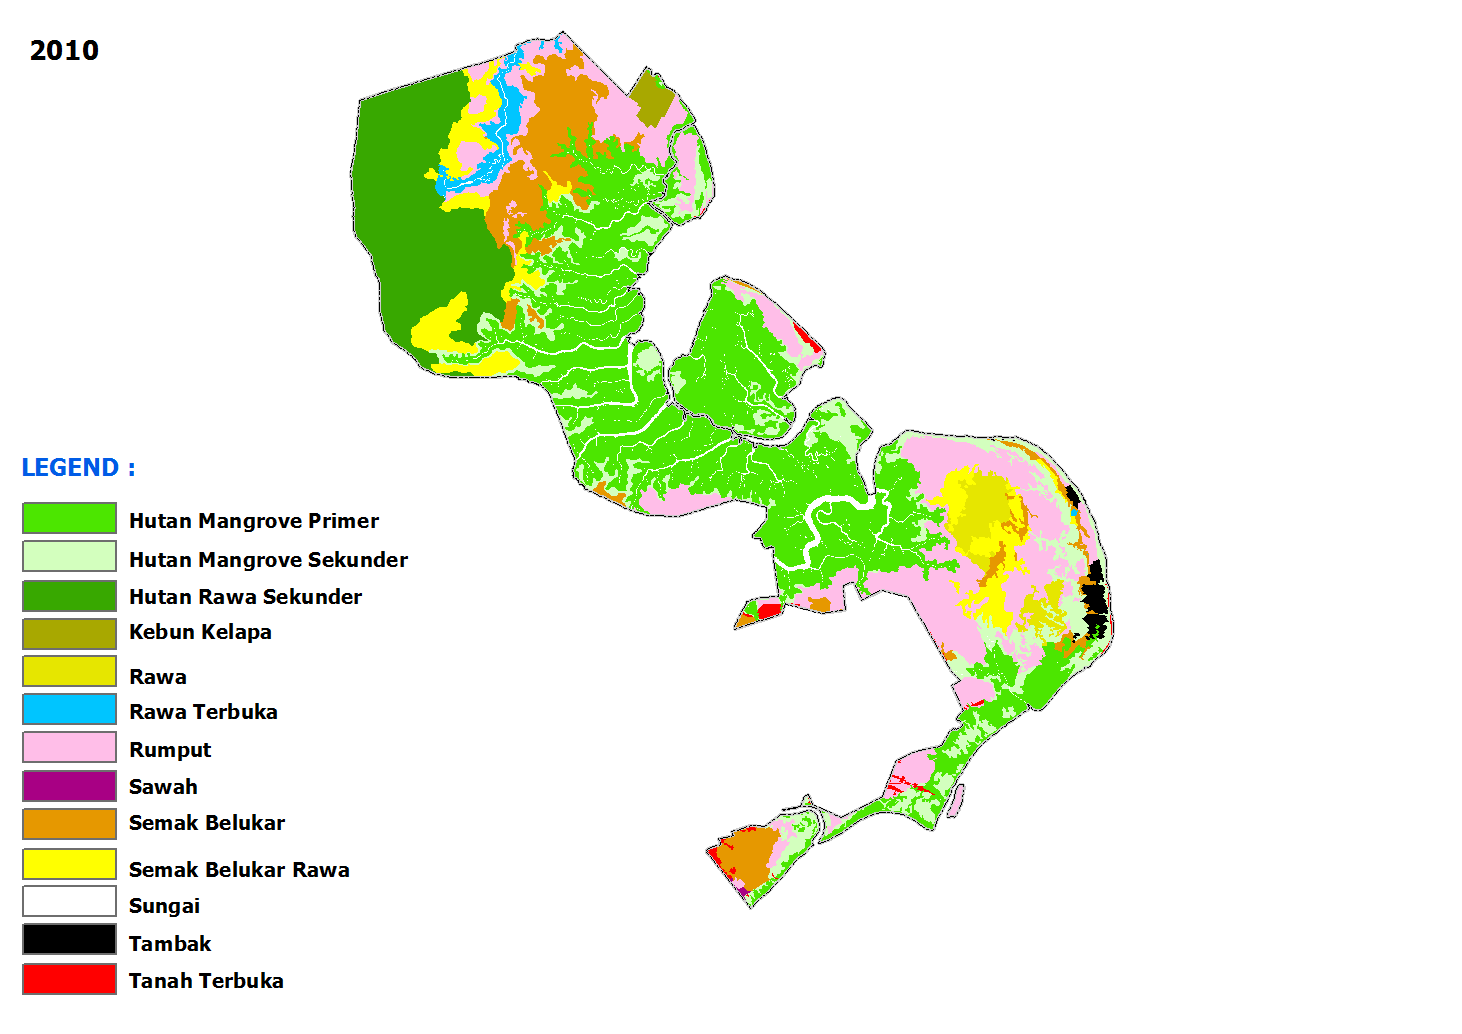 2010
LEGEND :
Hutan Mangrove Primer
Hutan Mangrove Sekunder
Hutan Rawa Sekunder
Kebun Kelapa
Rawa
Rawa Terbuka
Rumput
Sawah
Semak Belukar
Semak Belukar Rawa
Sungai
Tambak
Tanah Terbuka